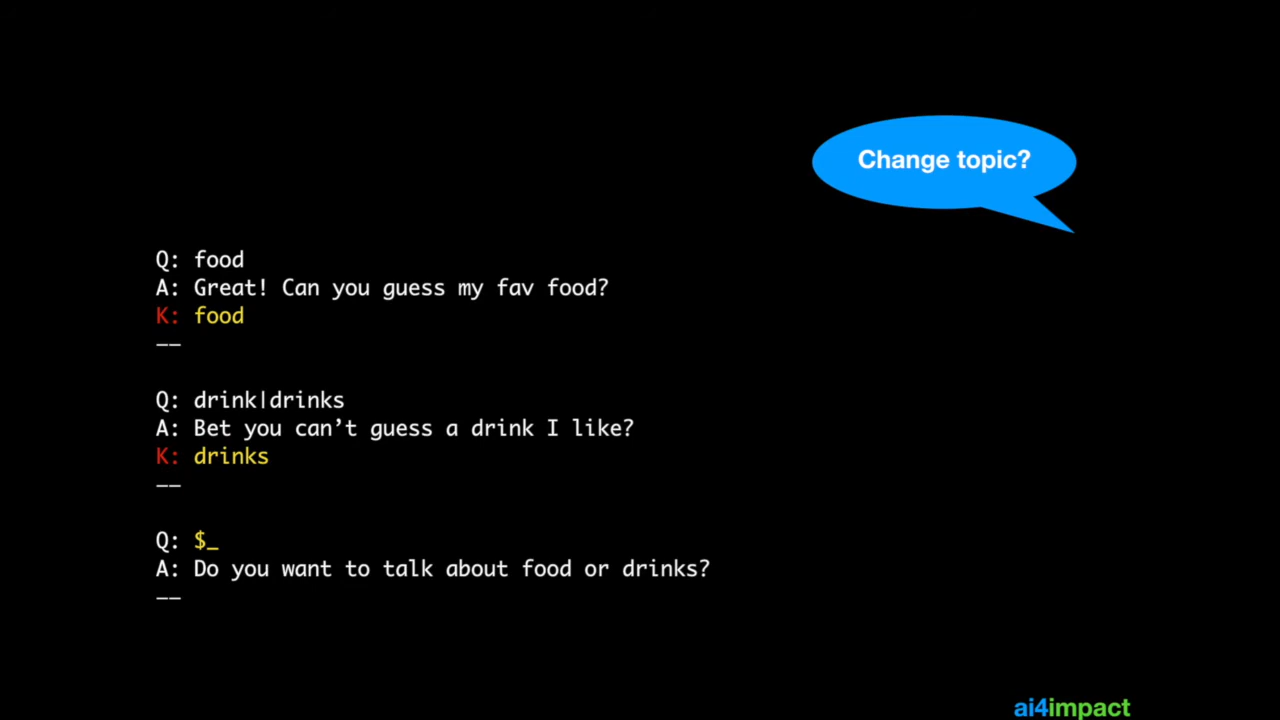 Change topic?
Q: food
A: Great! Can you guess my fav food?
K: food
——
Q: drink|drinks
A: Bet you can’t guess a drink I like?
K: drinks
——
Q: $_
A: Do you want to talk about food or drinks?
——
ai4impact